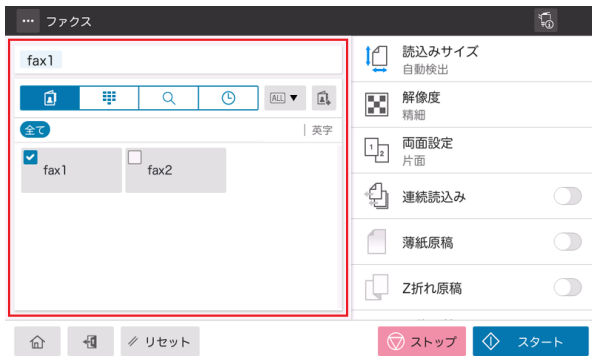 ファクス
fax1
ALL
全て
英字
fax1
fax2
読込みサイズ
自動検出
解像度
精細
両面設定
片面
連続読込み
薄紙原稿
Z折れ原稿
リセット
ストップ
スタート